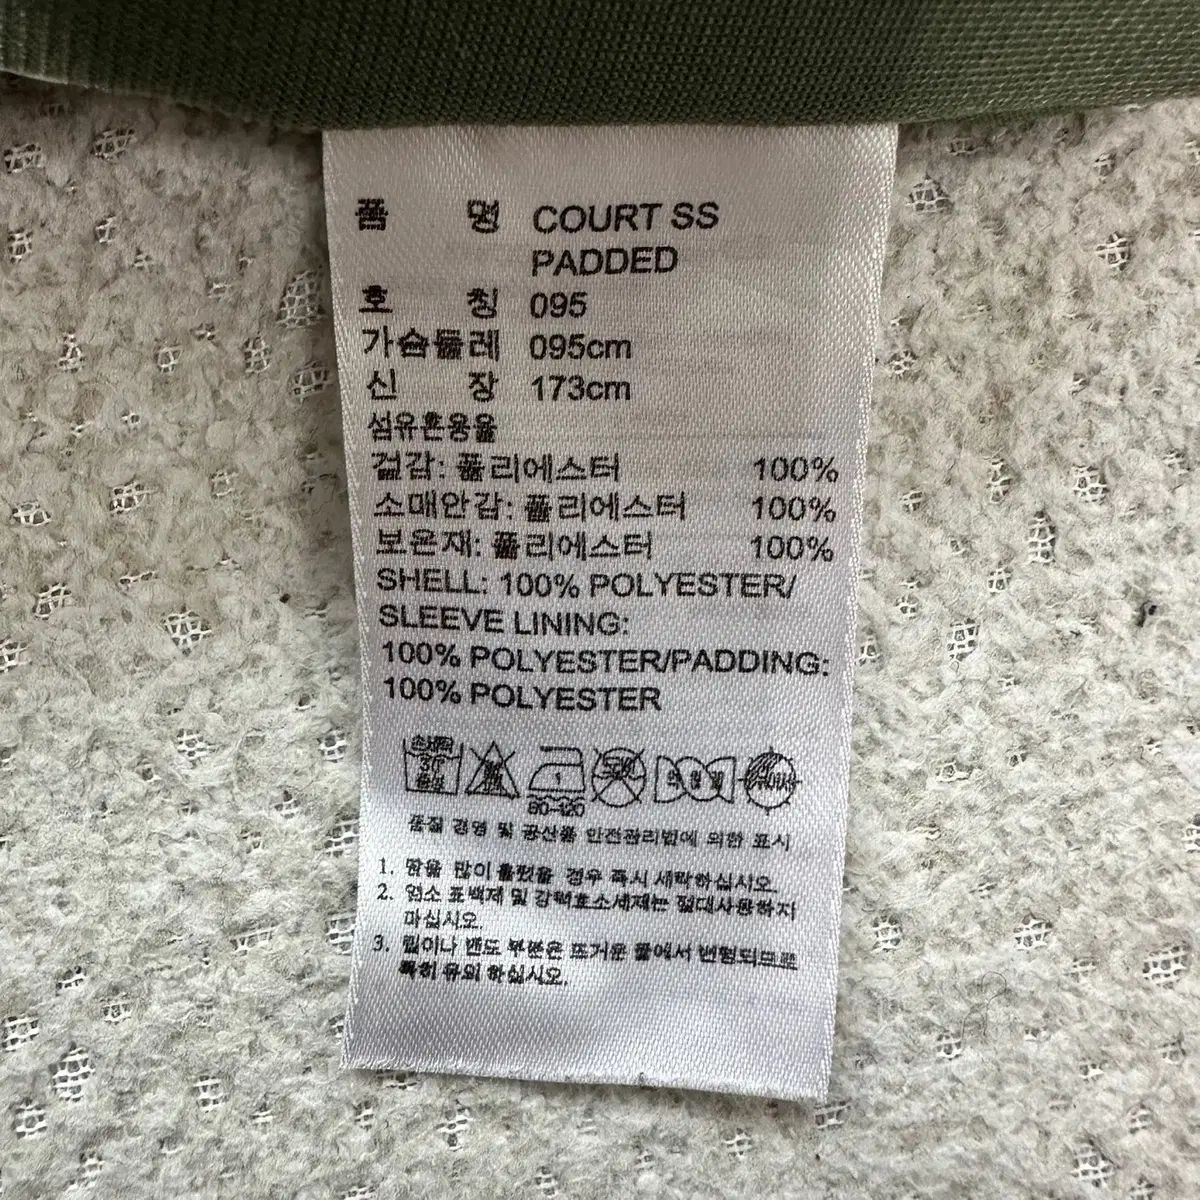 품 명 COURT SS
PADDED
호 칭 095
가슴둘레 095cm
신 장 173cm
섬유혼용율
겉감: 폴리에스터 100%
소매안감: 폴리에스터 100%
보온재: 폴리에스터 100%
SHELL: 100% POLYESTER/
SLEEVE LINING:
100% POLYESTER/PADDING:
100% POLYESTER
손세탁
30
중성
1
80-120
품질 경영 및 공산품 안전관리법에 의한 표시
1. 땀을 많이 흘렸을 경우 즉시 세탁하십시오.
2. 염소 표백제 및 강력효소세제는 절대사용하지
마십시오.
3. 립이나 밴드 부분은 뜨거운 물에서 변형되므로
특히 유의 하십시오.